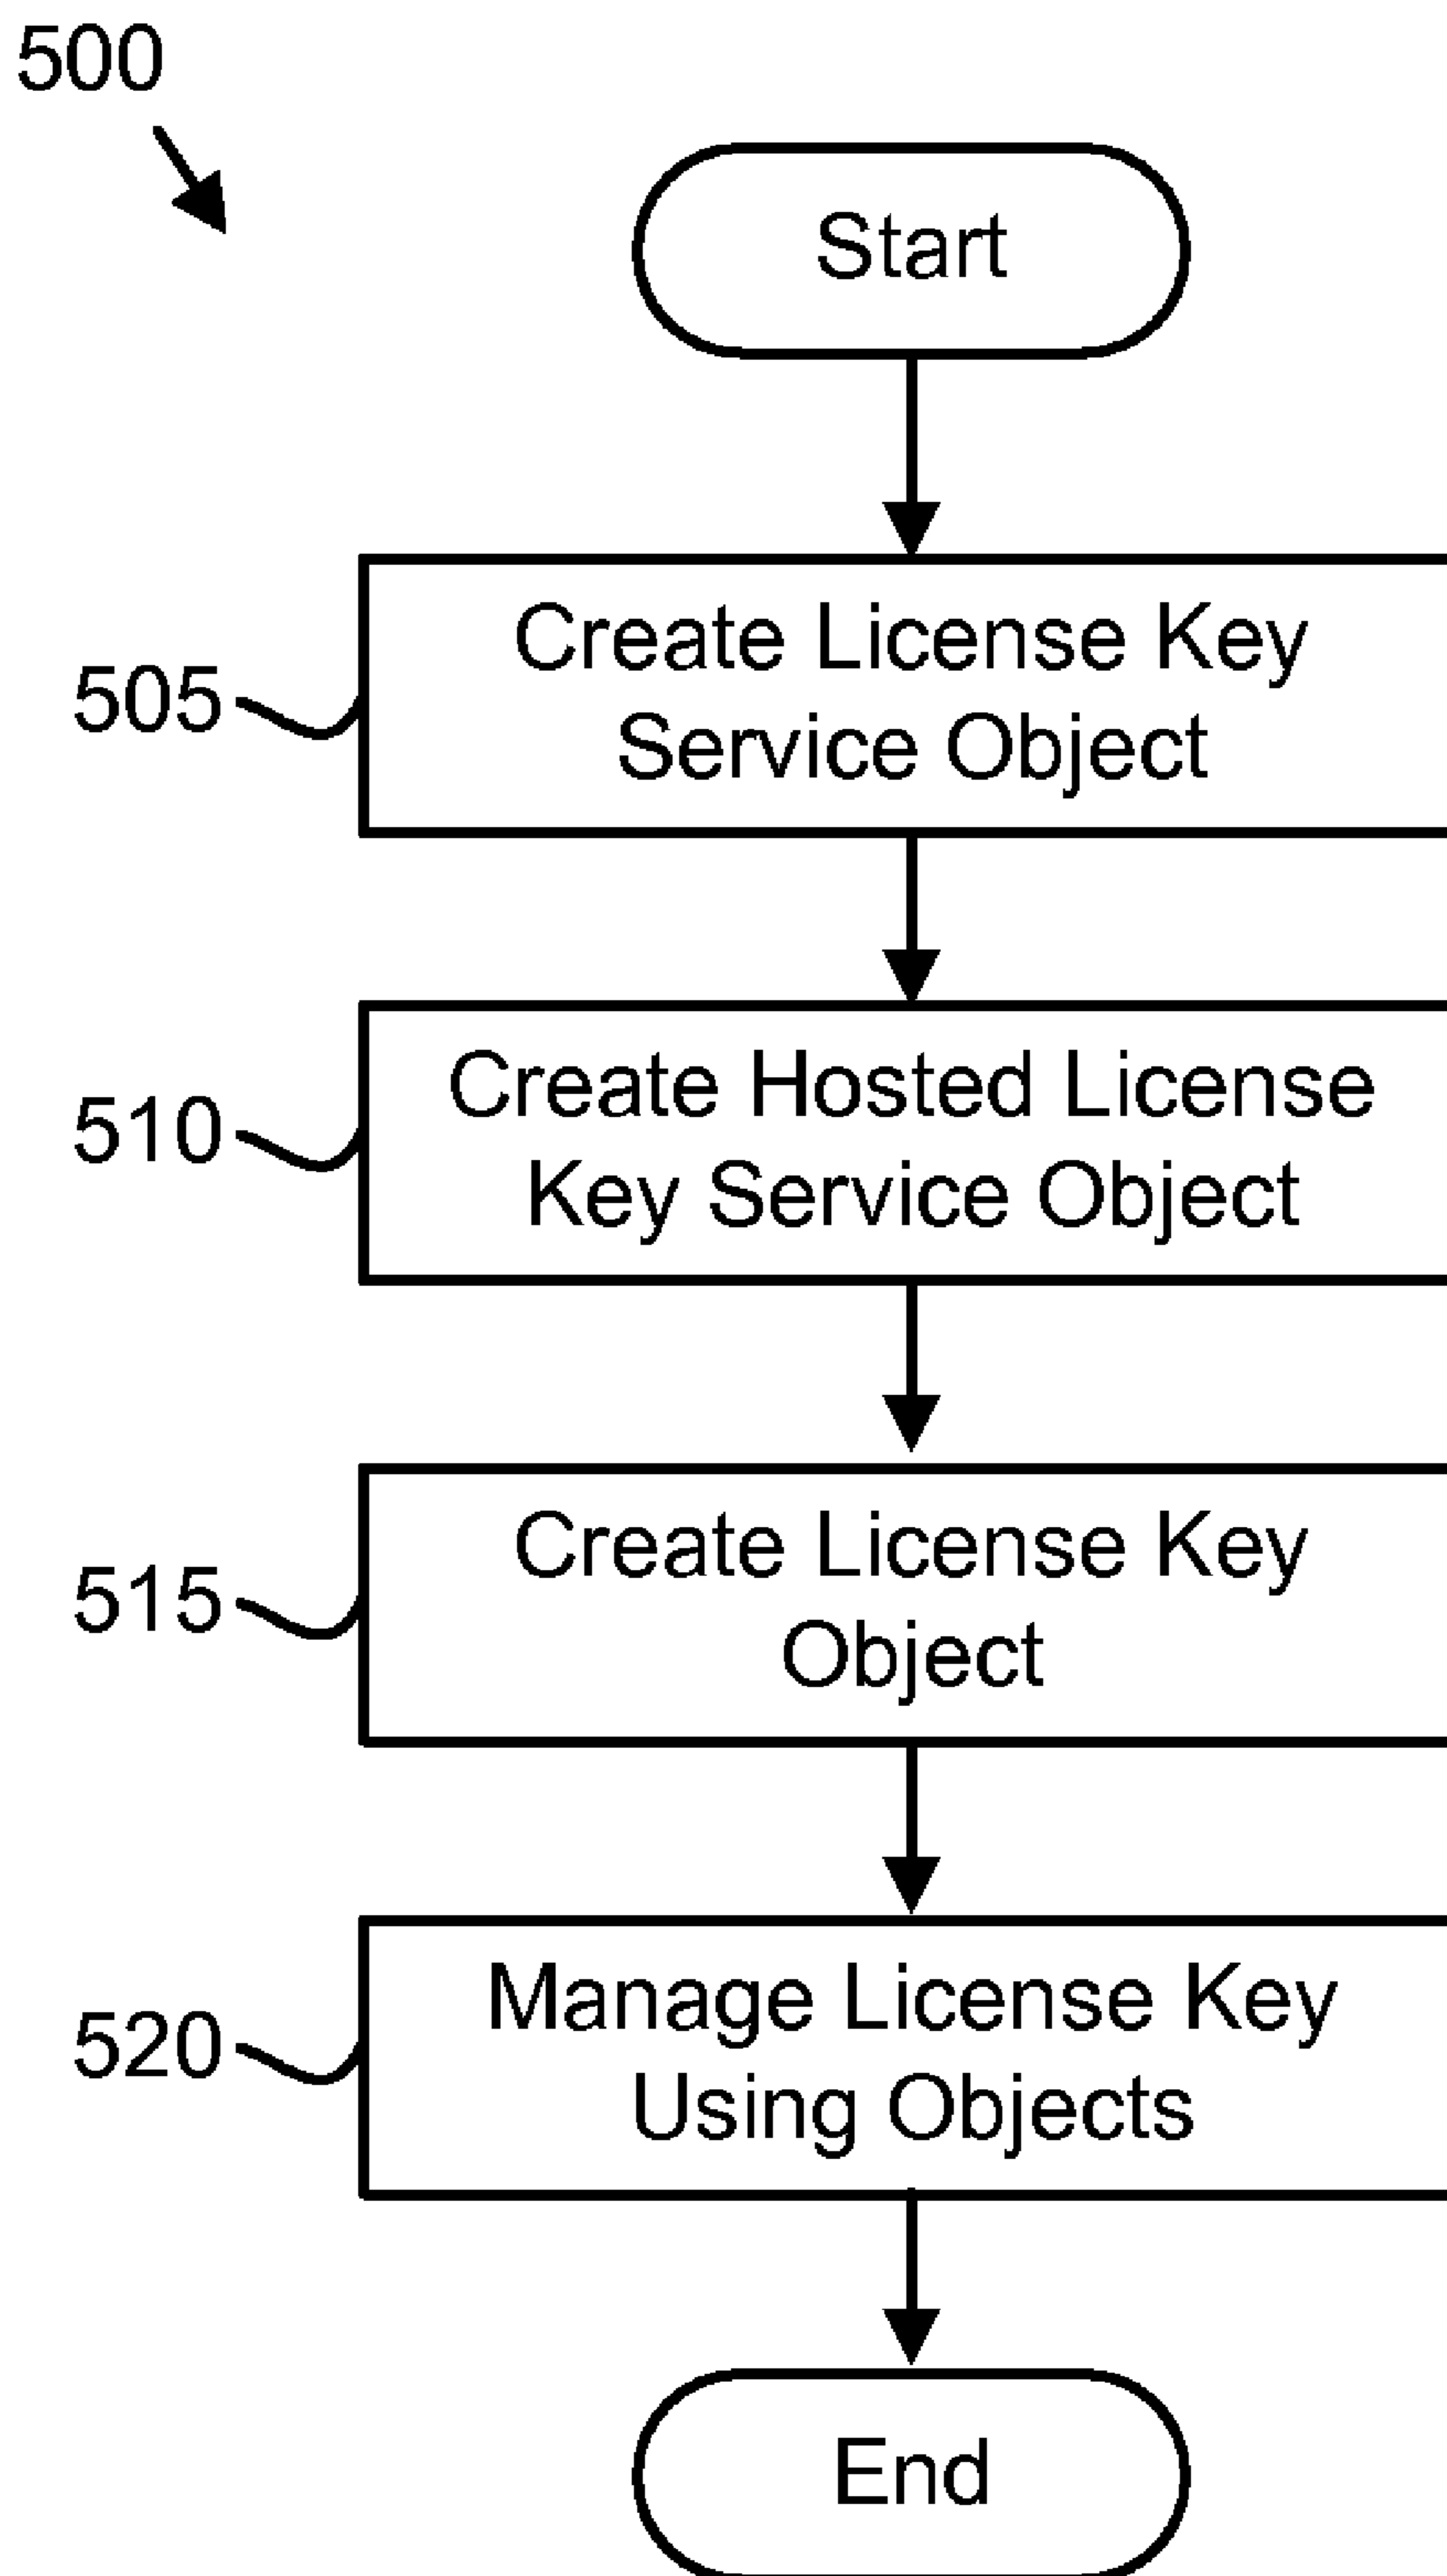 500
Start
Create License Key
Service Object
505
Create Hosted License
Key Service Object
510
Create License Key
Object
515
Manage License Key
Using Objects
520
End